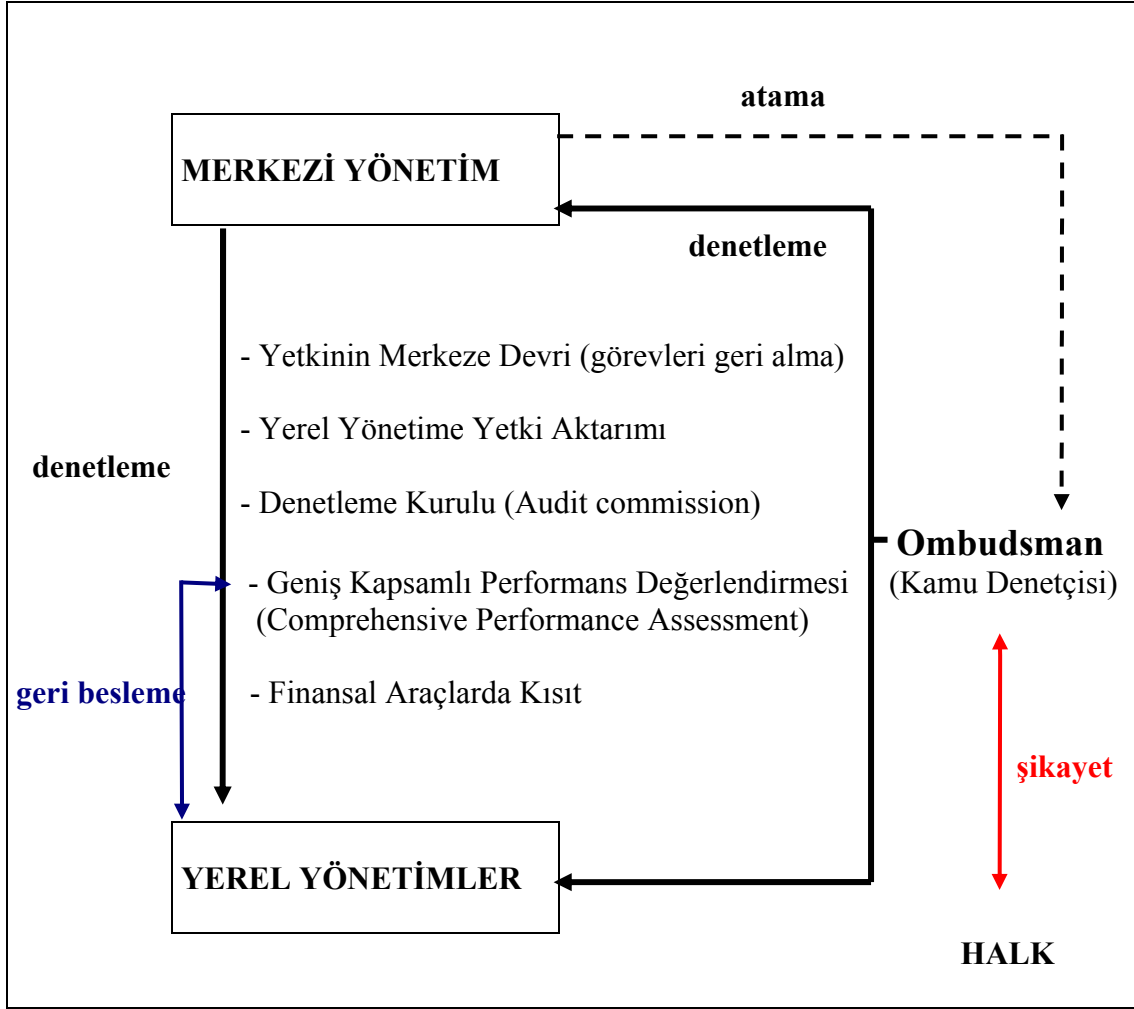 atama
MERKEZİ YÖNETİM
denetleme
- Yetkinin Merkeze Devri (görevleri geri alma)
- Yerel Yönetime Yetki Aktarımı
denetleme
- Denetleme Kurulu (Audit commission)
Ombudsman
(Kamu Denetçisi)
- Geniş Kapsamlı Performans Değerlendirmesi
(Comprehensive Performance Assessment)
geri besleme
- Finansal Araçlarda Kısıt
şikayet
YEREL YÖNETİMLER
HALK